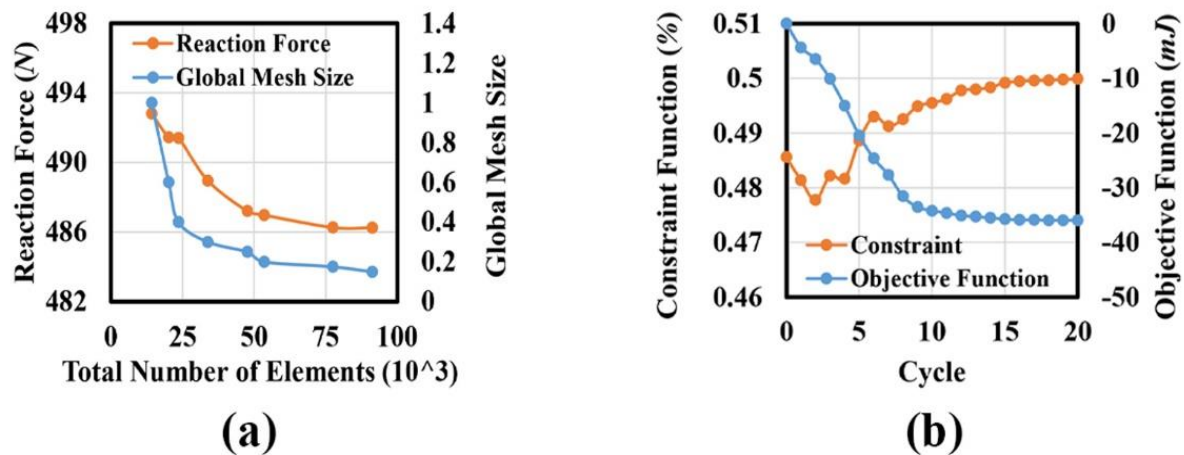 Reaction Force (N)
498
494
490
486
482
Reaction Force
Global Mesh Size
1.4
1.2
1
0.8
0.6
0.4
0.2
0
Global Mesh Size
0 25 50 75 100
Total Number of Elements (10^3)
(a)
Constraint Function (%)
0.51
0.5
0.49
0.48
0.47
0.46
Constraint
Objective Function
0
-10
-20
-30
-40
-50
Objective Function (mJ)
0 5 10 15 20
Cycle
(b)